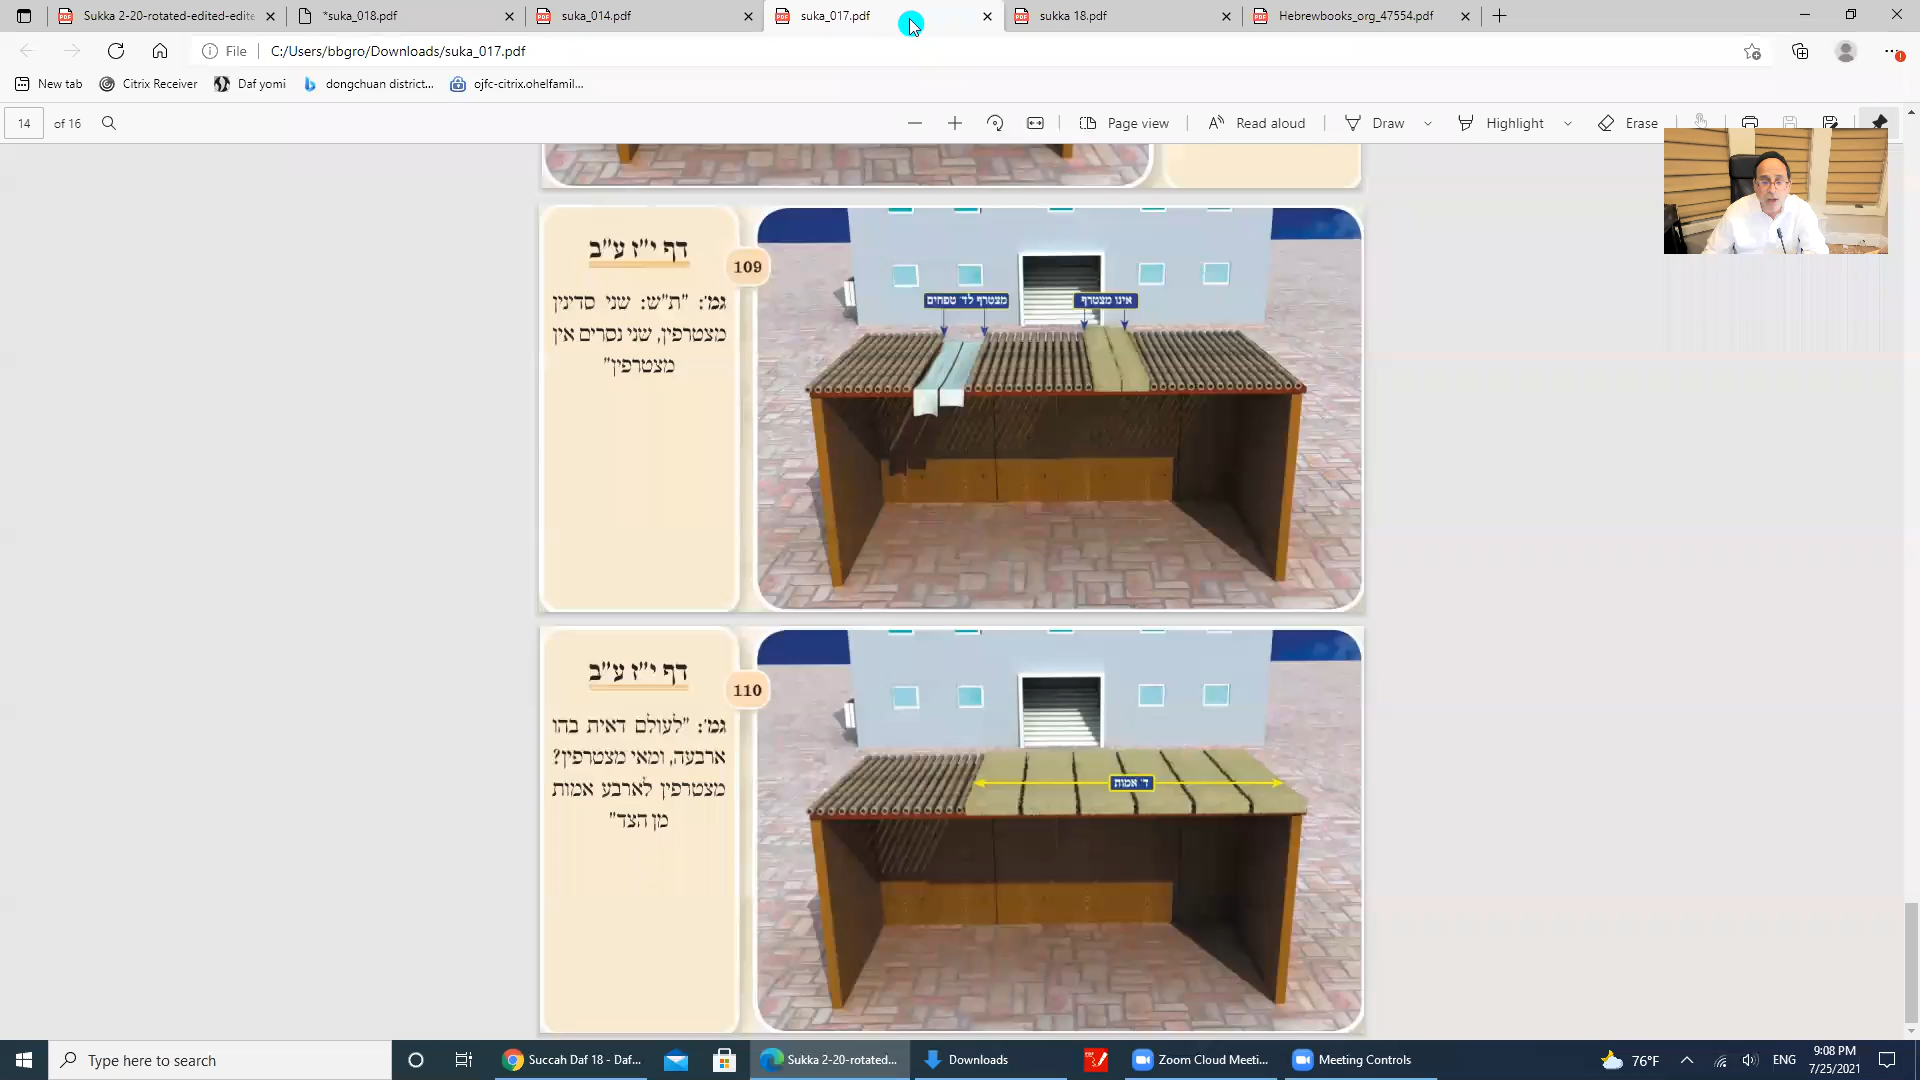 Sukka 2-20-rotated-edited-edite
*suka_018.pdf
suka_014.pdf
suka_017.pdf
sukka 18.pdf
Hebrewbooks_org_47554.pdf
File
C:/Users/bbgro/Downloads/suka_017.pdf
New tab
Citrix Receiver
Daf yomi
dongchuan district...
ojfc-citrix.ohelfamil...
14
of 16
Page view
Read aloud
Draw
Highlight
Erase
דף י"ז ע"ב
109
גמ': "ת"ש: שני סדינין
מצטרפין, שני נסרים אין
מצטרפין"
מצטרף לד' טפחים
אינו מצטרף
דף י"ז ע"ב
110
גמ': "לעולם דאית בהו
ארבעה, ומאי מצטרפין?
מצטרפין לארבע אמות
מן הצד"
ד' אמות
Type here to search
Succah Daf 18 - Daf...
Sukka 2-20-rotated...
Downloads
Zoom Cloud Meeti...
Meeting Controls
76°F
ENG
9:08 PM
7/25/2021